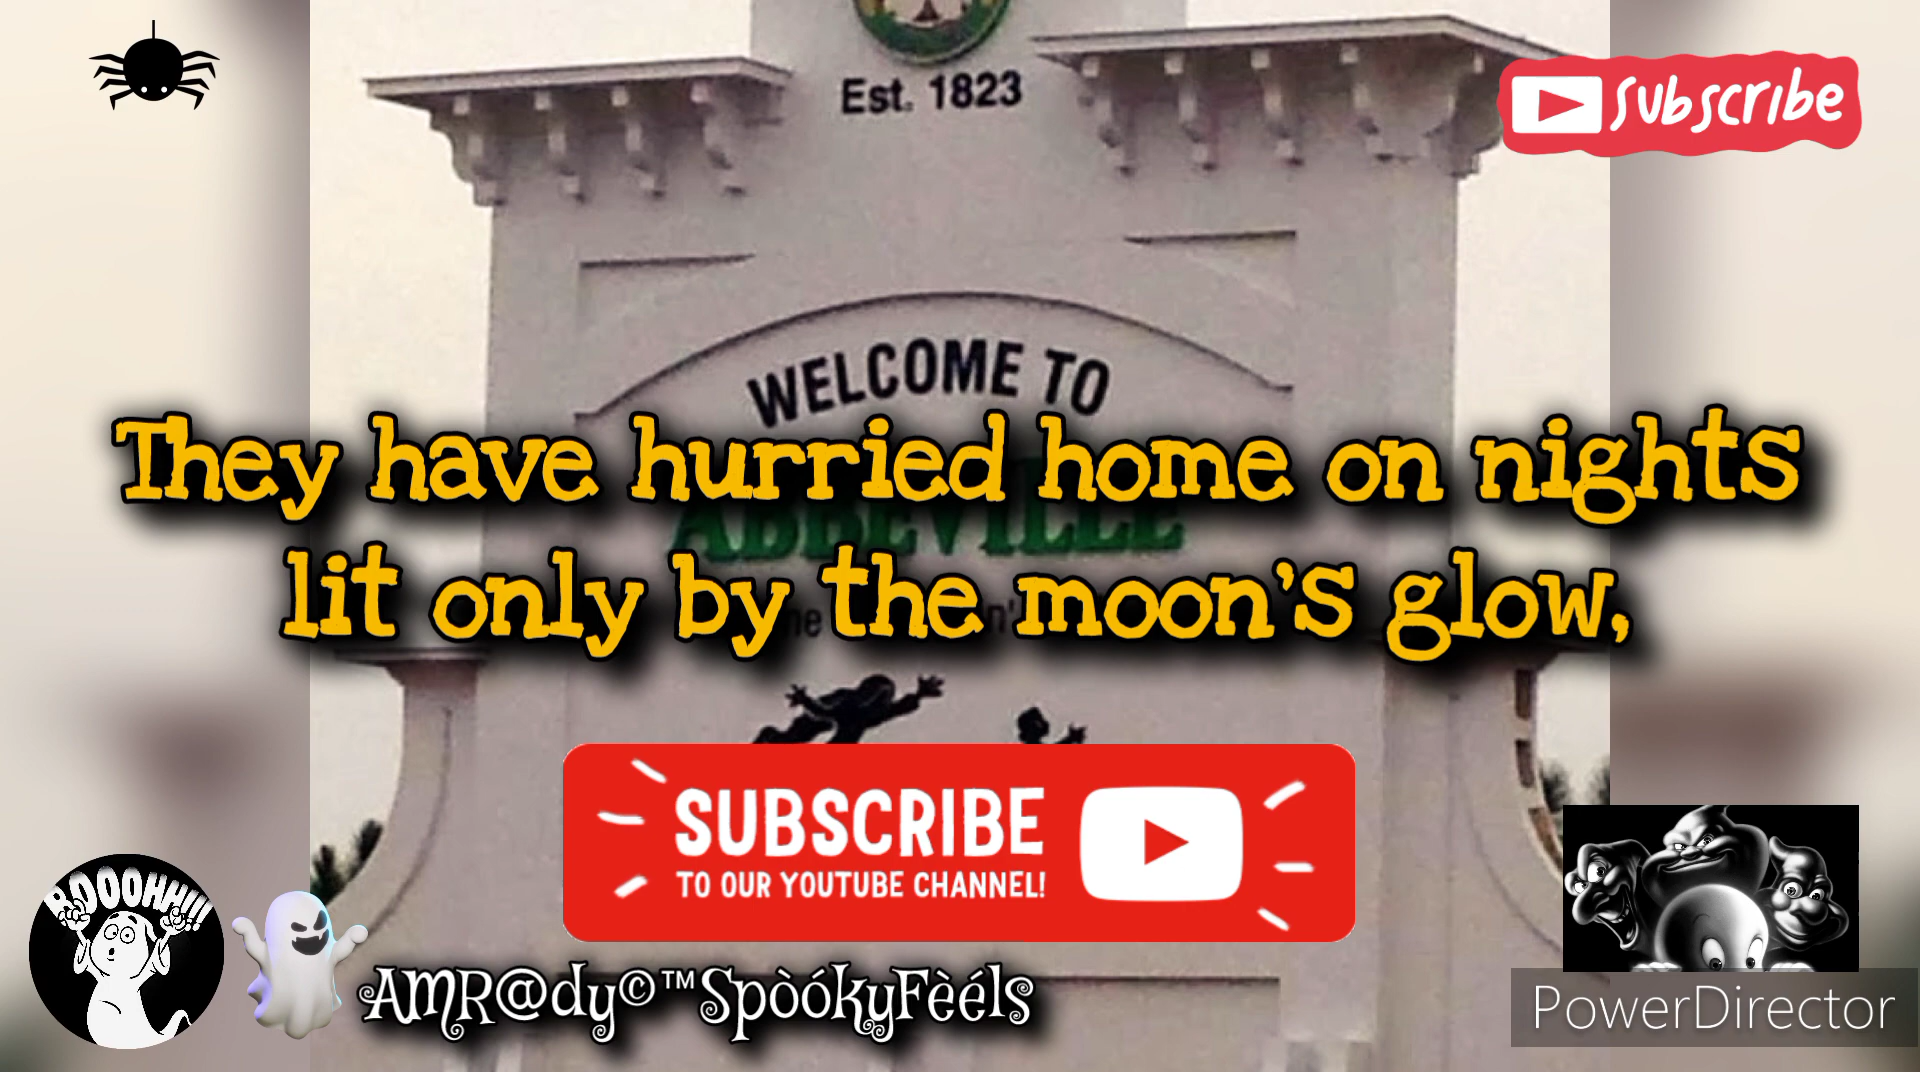 Est. 1823
Subscribe
WELCOME TO
They have hurried home on nights
ABBEVILLE
lit only by the moon's glow,
SUBSCRIBE
TO OUR YOUTUBE CHANNEL!
BOOOHH!!!
AMR@dy©™SpòókyFèéls
PowerDirector